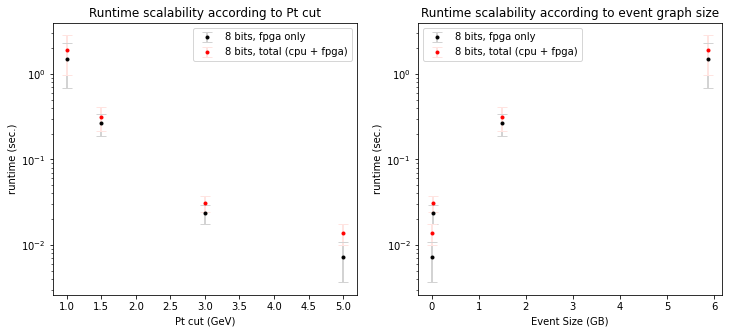 Runtime scalability according to Pt cut
8 bits, fpga only
8 bits, total (cpu + fpga)
10^0
10^-1
10^-2
runtime (sec.)
1.0 1.5 2.0 2.5 3.0 3.5 4.0 4.5 5.0
Pt cut (GeV)
Runtime scalability according to event graph size
8 bits, fpga only
8 bits, total (cpu + fpga)
10^0
10^-1
10^-2
runtime (sec.)
0 1 2 3 4 5 6
Event Size (GB)